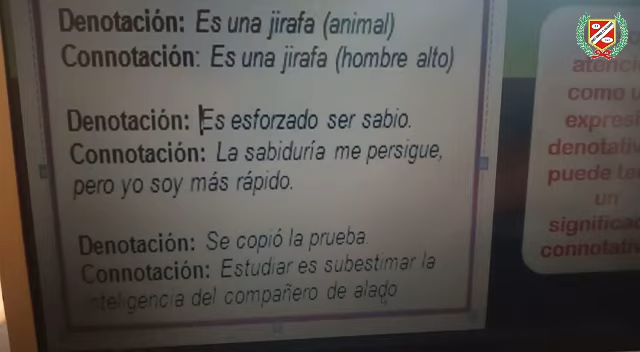 Denotación: Es una jirafa (animal)
Connotación: Es una jirafa (hombre alto)
Denotación: Es esforzado ser sabio.
Connotación: La sabiduría me persigue,
pero yo soy más rápido.
Denotación: Se copió la prueba.
Connotación: Estudiar es subestimar la
inteligencia del compañero de alado
como u
expresi
denotativ
puede te
un
significad
connotativ